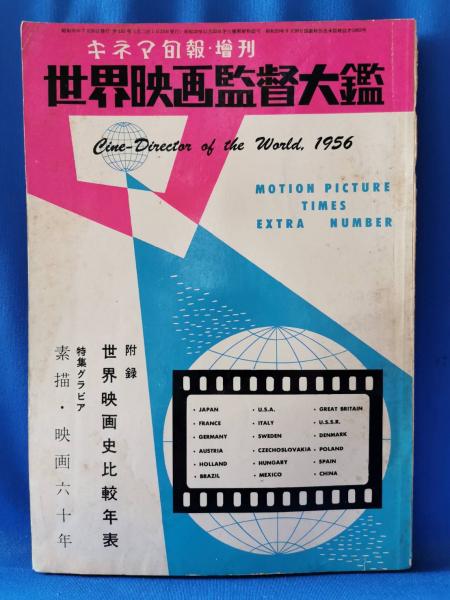 キネマ旬報・増刊
世界映画監督大鑑
Cine-Director of the World, 1956
MOTION PICTURE
TIMES
EXTRA NUMBER
附録
世界映画史比較年表
特集グラビア
素描・映画六十年
• JAPAN
• FRANCE
• GERMANY
• AUSTRIA
• HOLLAND
• BRAZIL
• U.S.A.
• ITALY
• SWEDEN
• CZECHOSLOVAKIA
• HUNGARY
• MEXICO
• GREAT BRITAIN
• U.S.S.R.
• DENMARK
• POLAND
• SPAIN
• CHINA